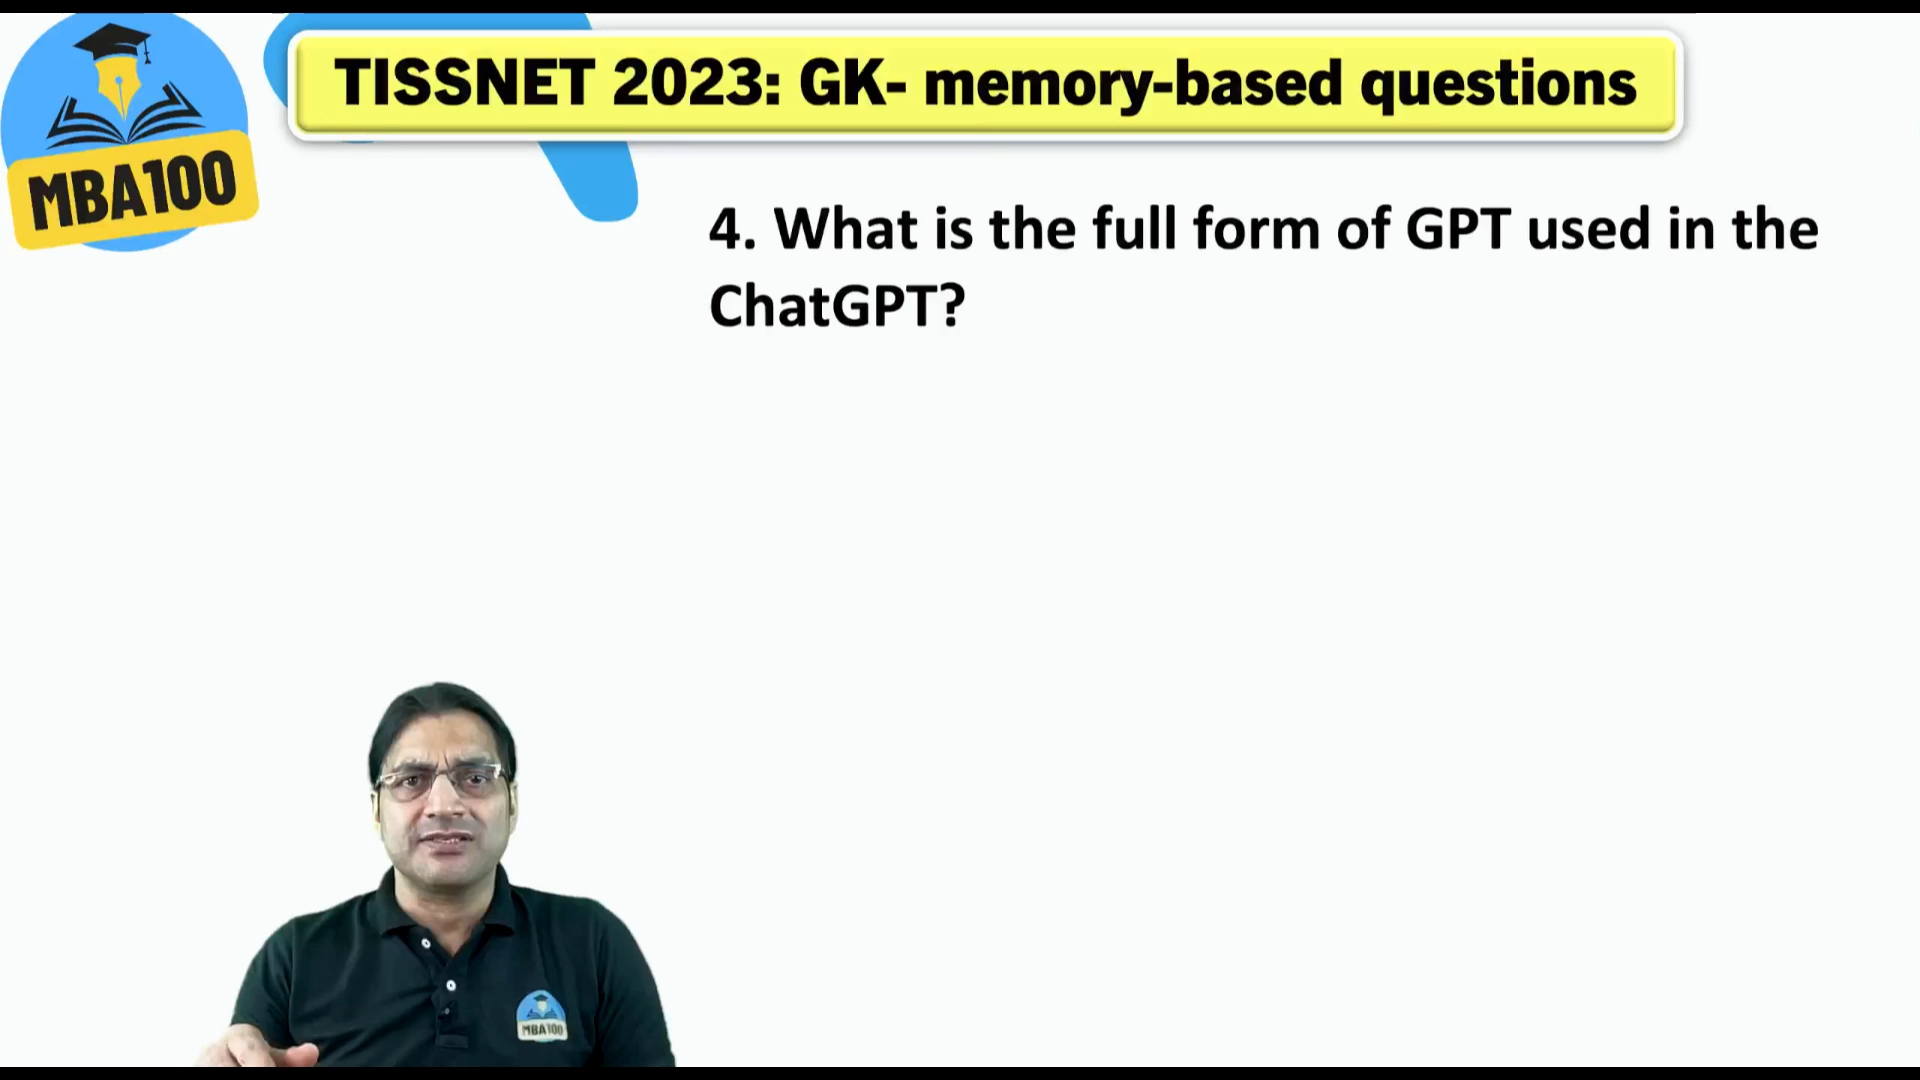 TISSNET 2023: GK- memory-based questions
MBA100
4. What is the full form of GPT used in the
ChatGPT?
MBA100